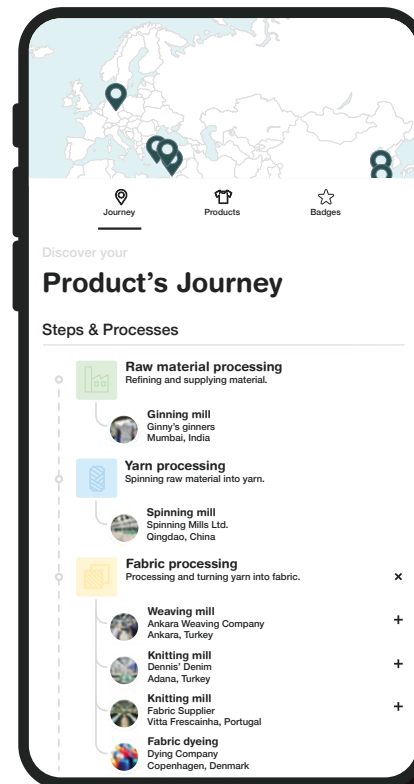 Journey
Products
Badges
Discover your
Product's Journey
Steps & Processes
Raw material processing
Refining and supplying material.
Ginning mill
Ginny's ginners
Mumbai, India
Yarn processing
Spinning raw material into yarn.
Spinning mill
Spinning Mills Ltd.
Qingdao, China
Fabric processing
Processing and turning yarn into fabric.
Weaving mill
Ankara Weaving Company
Ankara, Turkey
Knitting mill
Dennis' Denim
Adana, Turkey
Knitting mill
Fabric Supplier
Vitta Frescainha, Portugal
Fabric dyeing
Dying Company
Copenhagen, Denmark